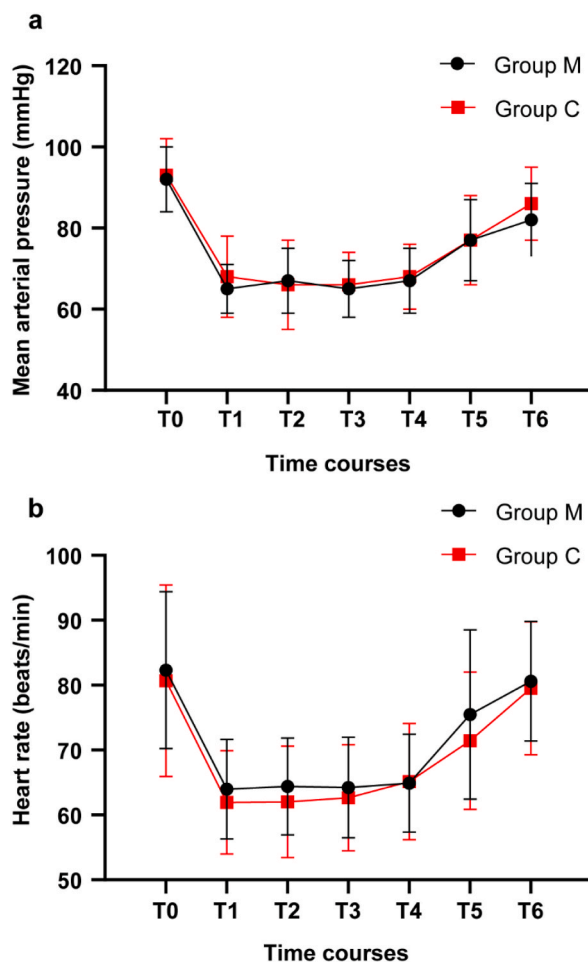 a
Group M
Group C
Mean arterial pressure (mmHg)
120
100
80
60
40
T0 T1 T2 T3 T4 T5 T6
Time courses
b
Group M
Group C
Heart rate (beats/min)
100
90
80
70
60
50
T0 T1 T2 T3 T4 T5 T6
Time courses